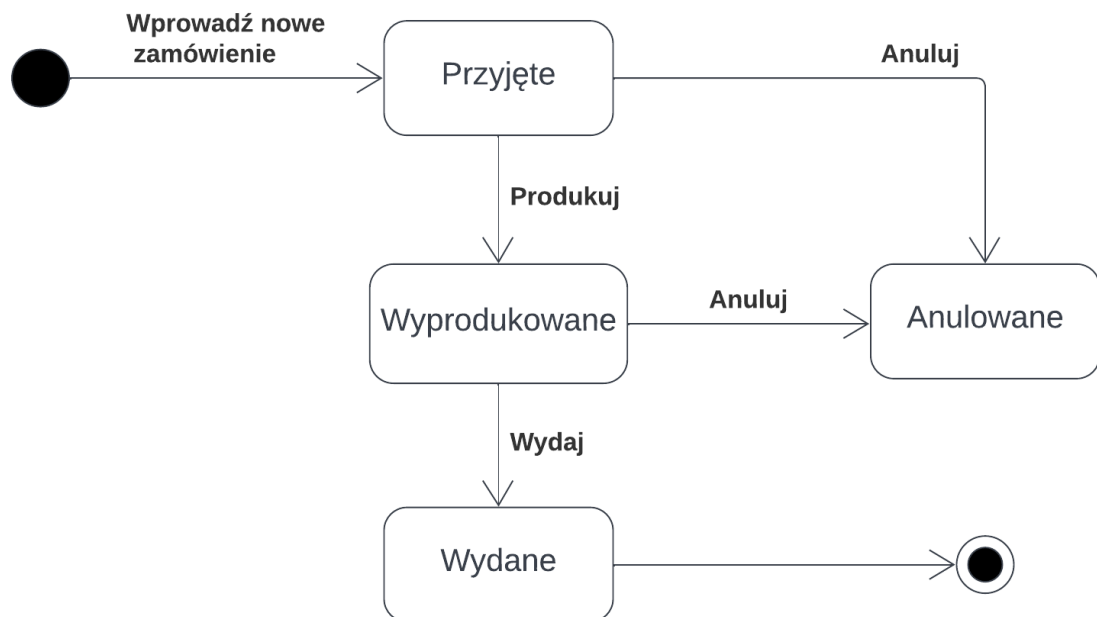 Wprowadź nowe
zamówienie
Anuluj
Przyjęte
Produkuj
Anuluj
Wyprodukowane
Anulowane
Wydaj
Wydane